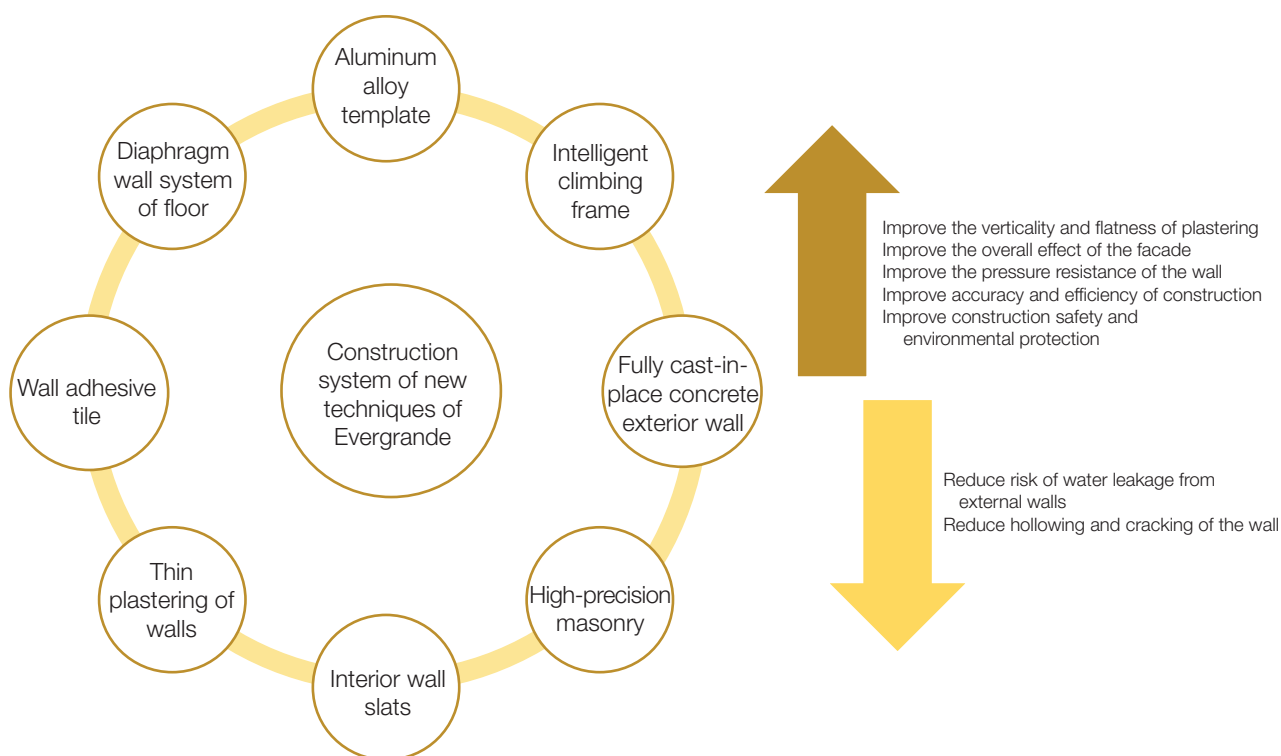 Aluminum
alloy
template
Intelligent
climbing
frame
Fully cast-in-
place concrete
exterior wall
High-precision
masonry
Interior wall
slats
Thin
plastering of
walls
Wall adhesive
tile
Diaphragm
wall system
of floor
Construction
system of new
techniques of
Evergrande
Improve the verticality and flatness of plastering
Improve the overall effect of the facade
Improve the pressure resistance of the wall
Improve accuracy and efficiency of construction
Improve construction safety and
environmental protection
Reduce risk of water leakage from
external walls
Reduce hollowing and cracking of the wall